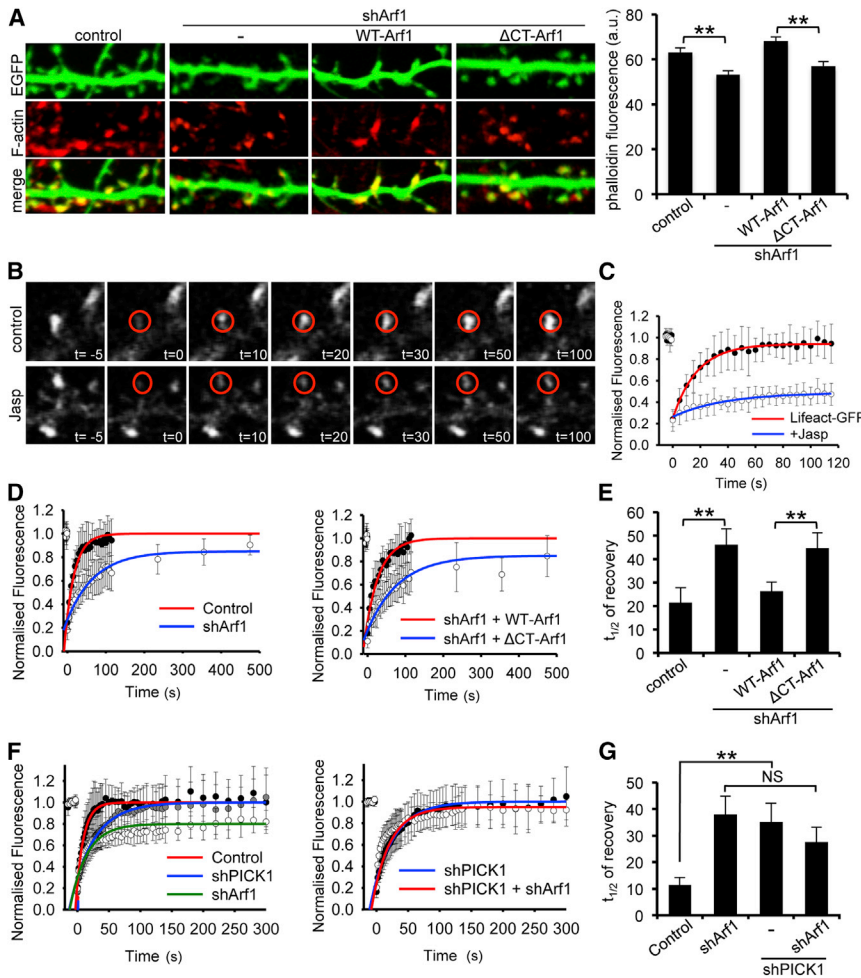 A
shArf1
control
-
WT-Arf1
ΔCT-Arf1
EGFP
F-actin
merge
phalloidin fluorescence (a.u.)
80
60
40
20
0
**
**
control
-
WT-Arf1
ΔCT-Arf1
shArf1
B
control
t= -5
t=0
t=10
t=20
t=30
t=50
t=100
Jasp
t= -5
t=0
t=10
t=20
t=30
t=50
t=100
C
Normalised Fluorescence
1.2
1.0
0.8
0.6
0.4
0.2
0.0
Lifeact-GFP
+Jasp
0 20 40 60 80 100 120
Time (s)
D
Normalised Fluorescence
1.2
1.0
0.8
0.6
0.4
0.2
0.0
Control
shArf1
0 100 200 300 400 500
Time (s)
Normalised Fluorescence
1.2
1.0
0.8
0.6
0.4
0.2
0.0
shArf1 + WT-Arf1
shArf1 + ΔCT-Arf1
0 100 200 300 400 500
Time (s)
E
t1/2 of recovery
60
50
40
30
20
10
0
**
**
control
-
WT-Arf1
ΔCT-Arf1
shArf1
F
Normalised Fluorescence
1.2
1.0
0.8
0.6
0.4
0.2
0.0
Control
shPICK1
shArf1
0 50 100 150 200 250 300
Time (s)
Normalised Fluorescence
1.2
1.0
0.8
0.6
0.4
0.2
0.0
shPICK1
shPICK1 + shArf1
0 50 100 150 200 250 300
Time (s)
G
t1/2 of recovery
50
40
30
20
10
0
**
NS
Control
shArf1
-
shArf1
shPICK1